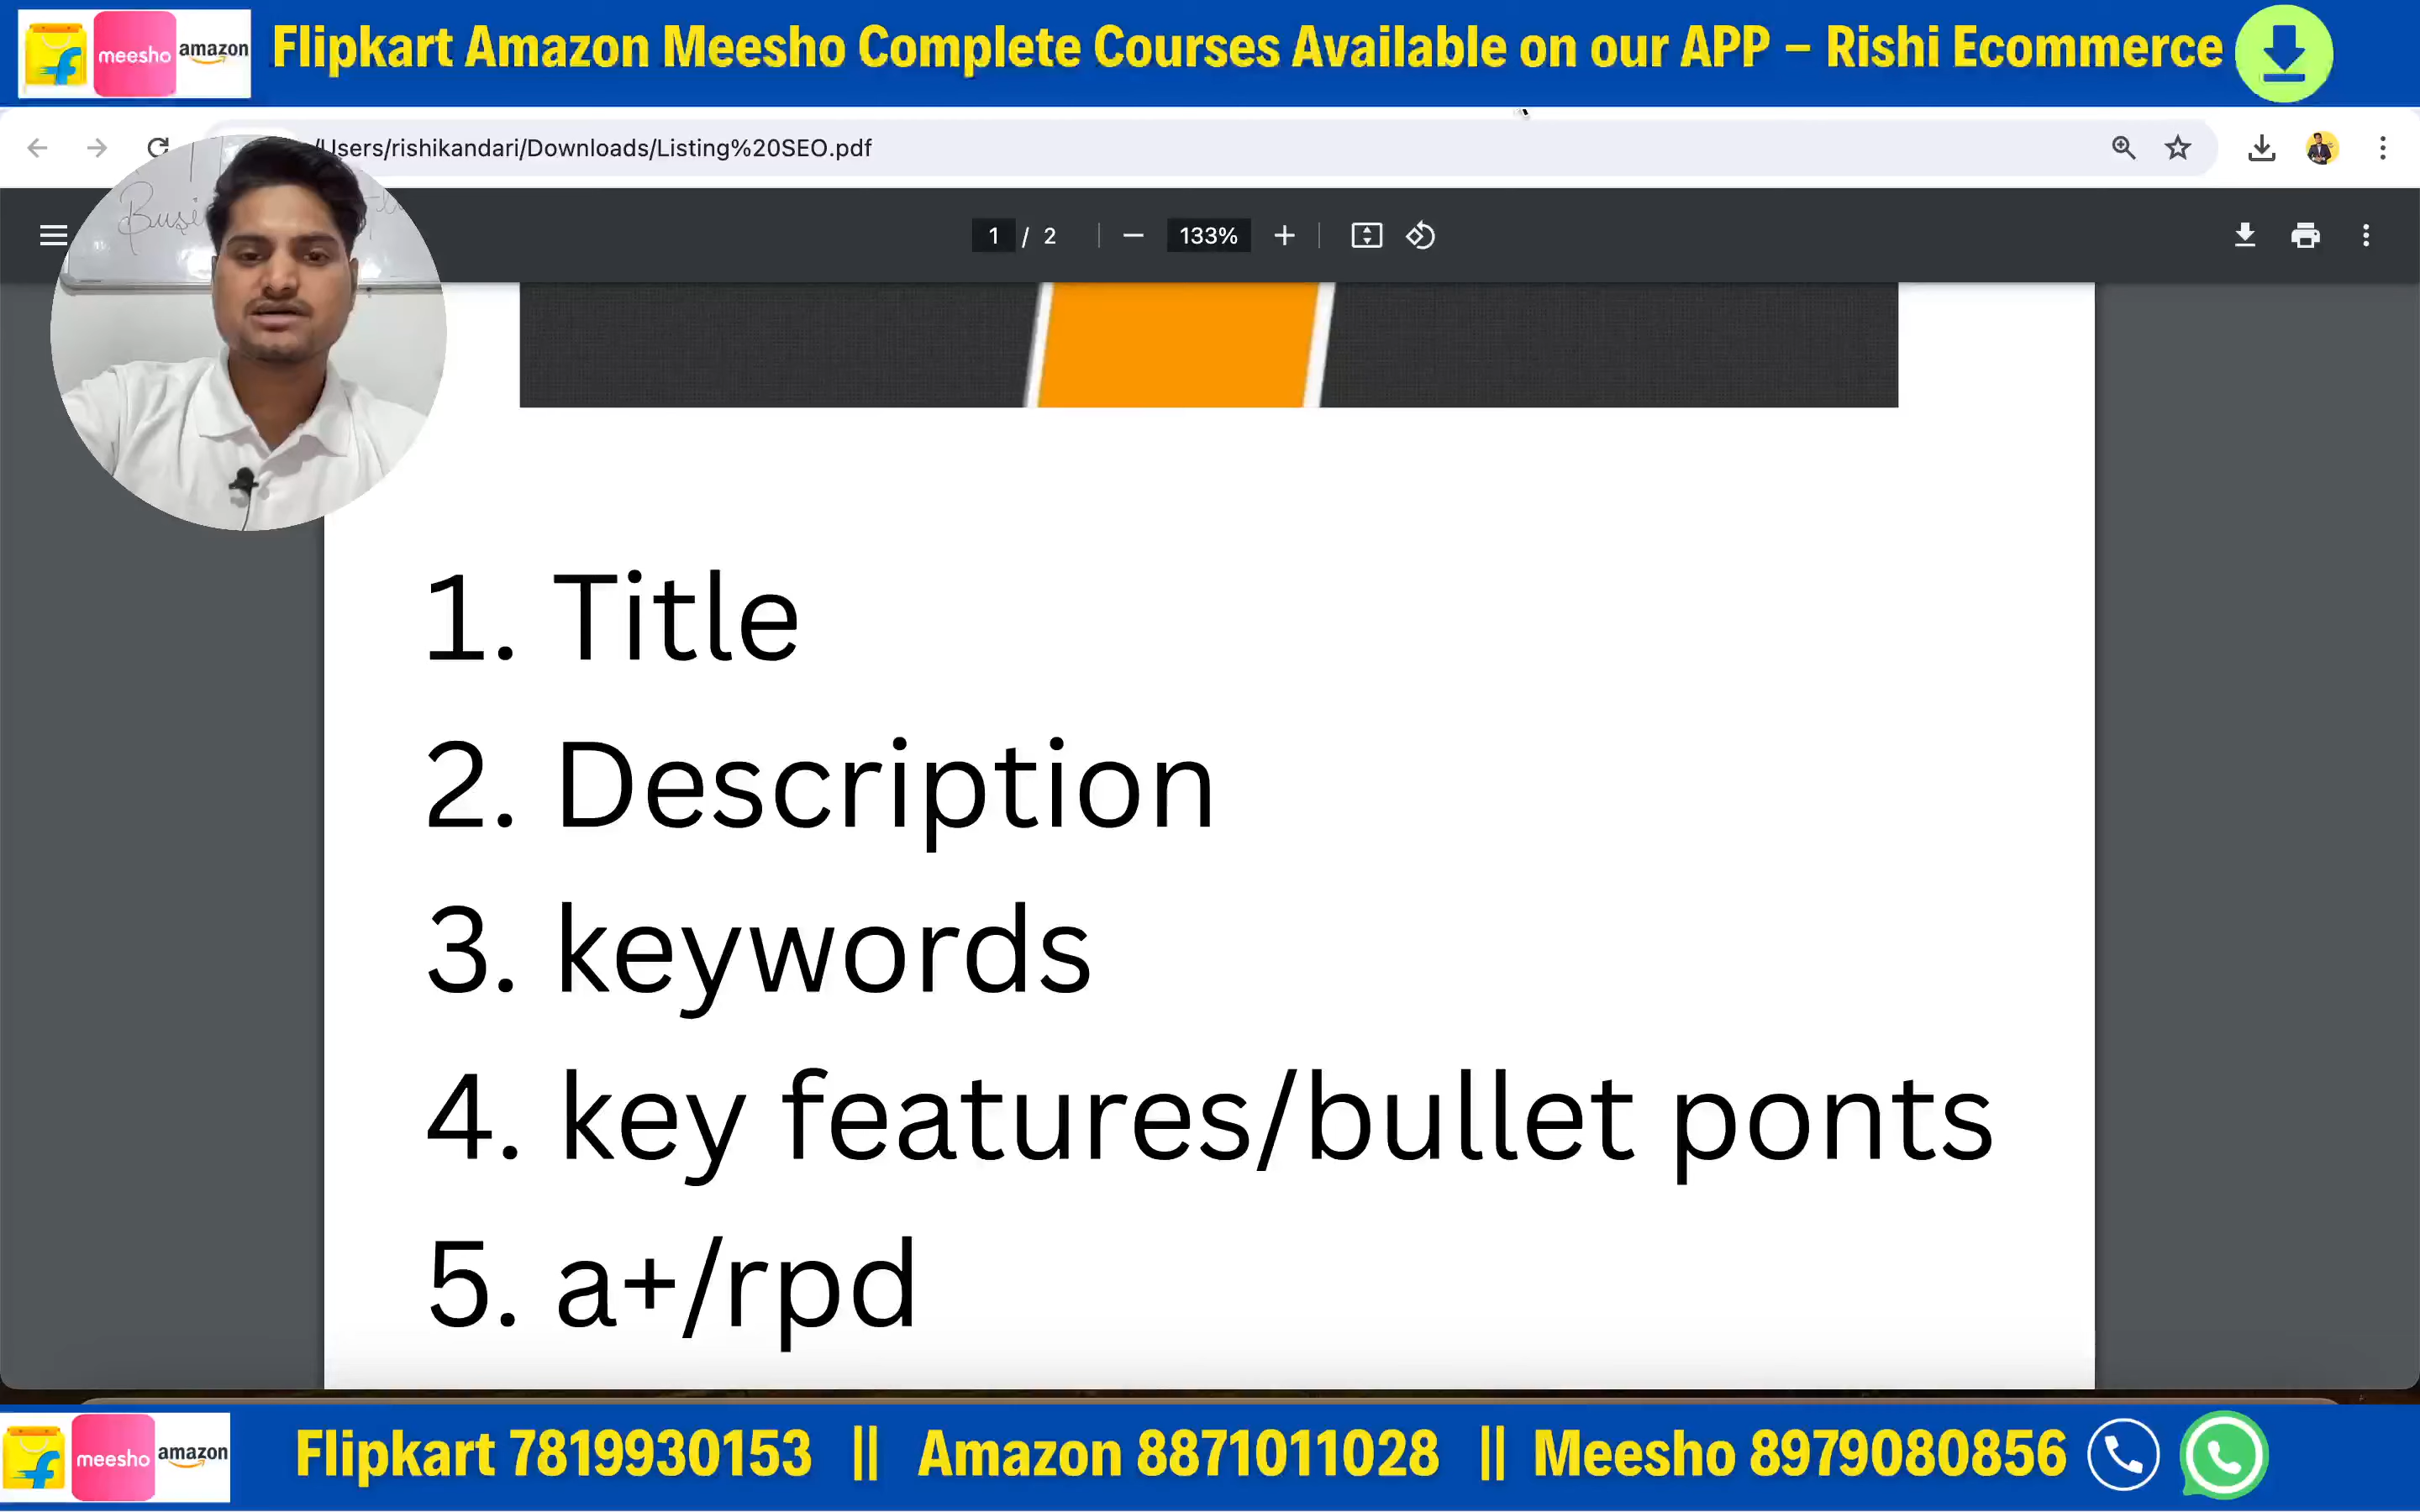 meesho amazon Flipkart Amazon Meesho Complete Courses Available on our APP – Rishi Ecommerce
/Users/rishikandari/Downloads/Listing%20SEO.pdf
1 / 2 133%
1. Title
2. Description
3. keywords
4. key features/bullet ponts
5. a+/rpd
meesho amazon Flipkart 7819930153 || Amazon 8871011028 || Meesho 8979080856